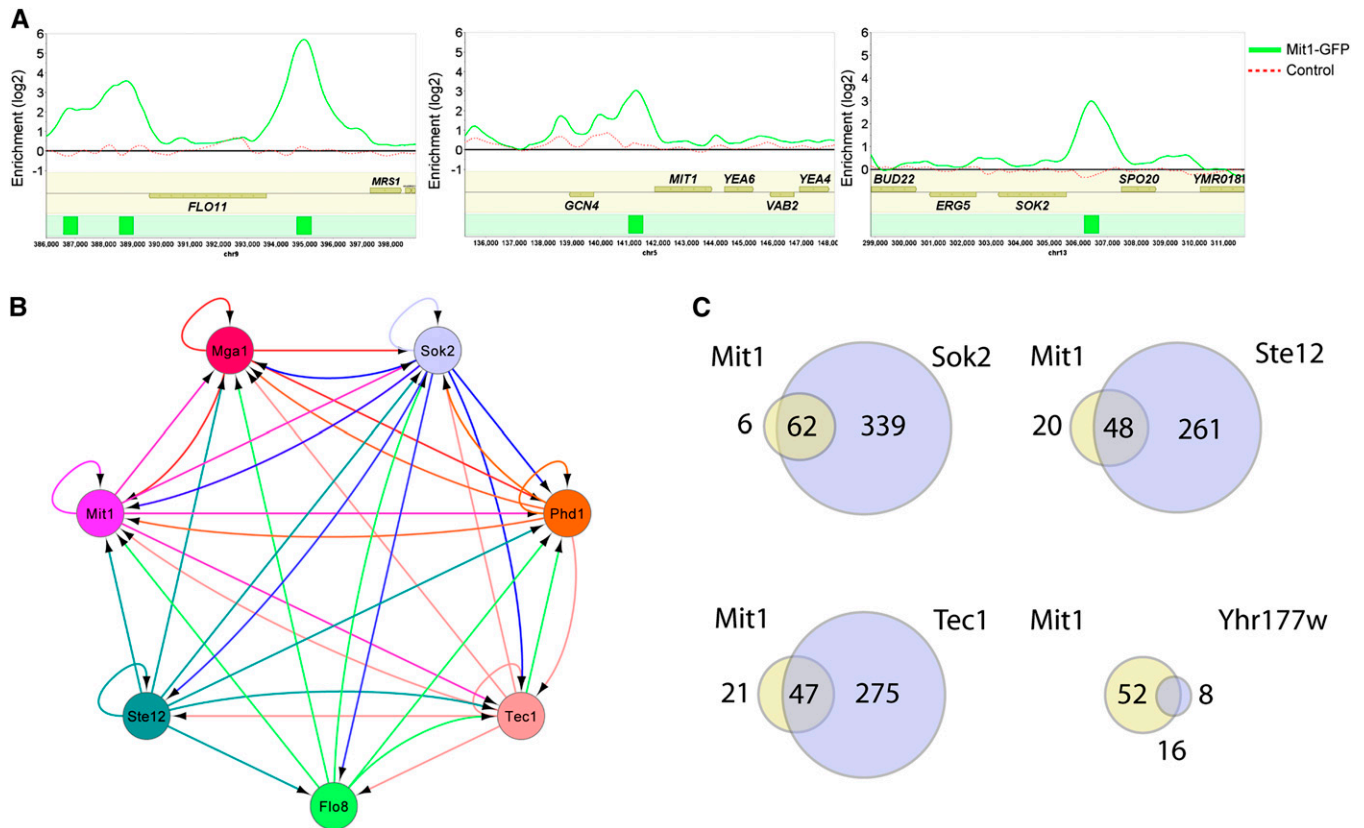 A
Enrichment (log2)
6
5
4
3
2
1
0
-1
MRS1
FLO11
386,000 387,000 388,000 389,000 390,000 391,000 392,000 393,000 394,000 395,000 396,000 397,000 398,000
chr9
Enrichment (log2)
6
5
4
3
2
1
0
-1
MIT1 YEA6 YEA4
GCN4 VAB2
136,000 137,000 138,000 139,000 140,000 141,000 142,000 143,000 144,000 145,000 146,000 147,000 148,0
chr5
Enrichment (log2)
6
5
4
3
2
1
0
-1
BUD22 SPO20 YMR0181
ERG5 SOK2
299,000 300,000 301,000 302,000 303,000 304,000 305,000 306,000 307,000 308,000 309,000 310,000 311,000
chr13
Mit1-GFP
Control
B
Mga1
Sok2
Mit1
Phd1
Ste12
Tec1
Flo8
C
Mit1 Sok2
6 62 339
Mit1 Ste12
20 48 261
Mit1 Tec1
21 47 275
Mit1 Yhr177w
52 8
16